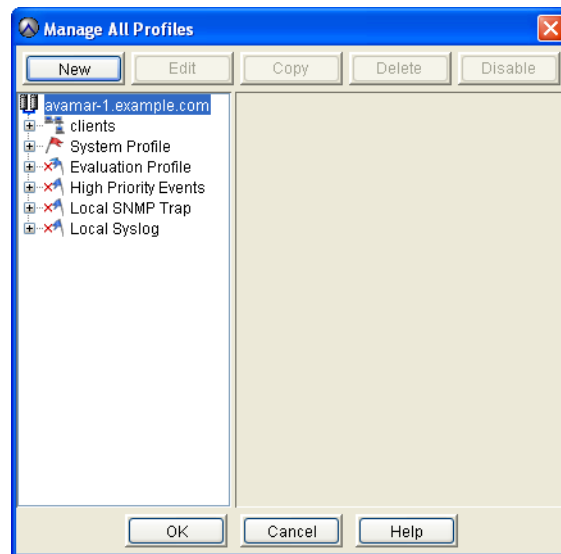 Manage All Profiles
New Edit Copy Delete Disable
avamar-1.example.com
clients
System Profile
Evaluation Profile
High Priority Events
Local SNMP Trap
Local Syslog
OK Cancel Help